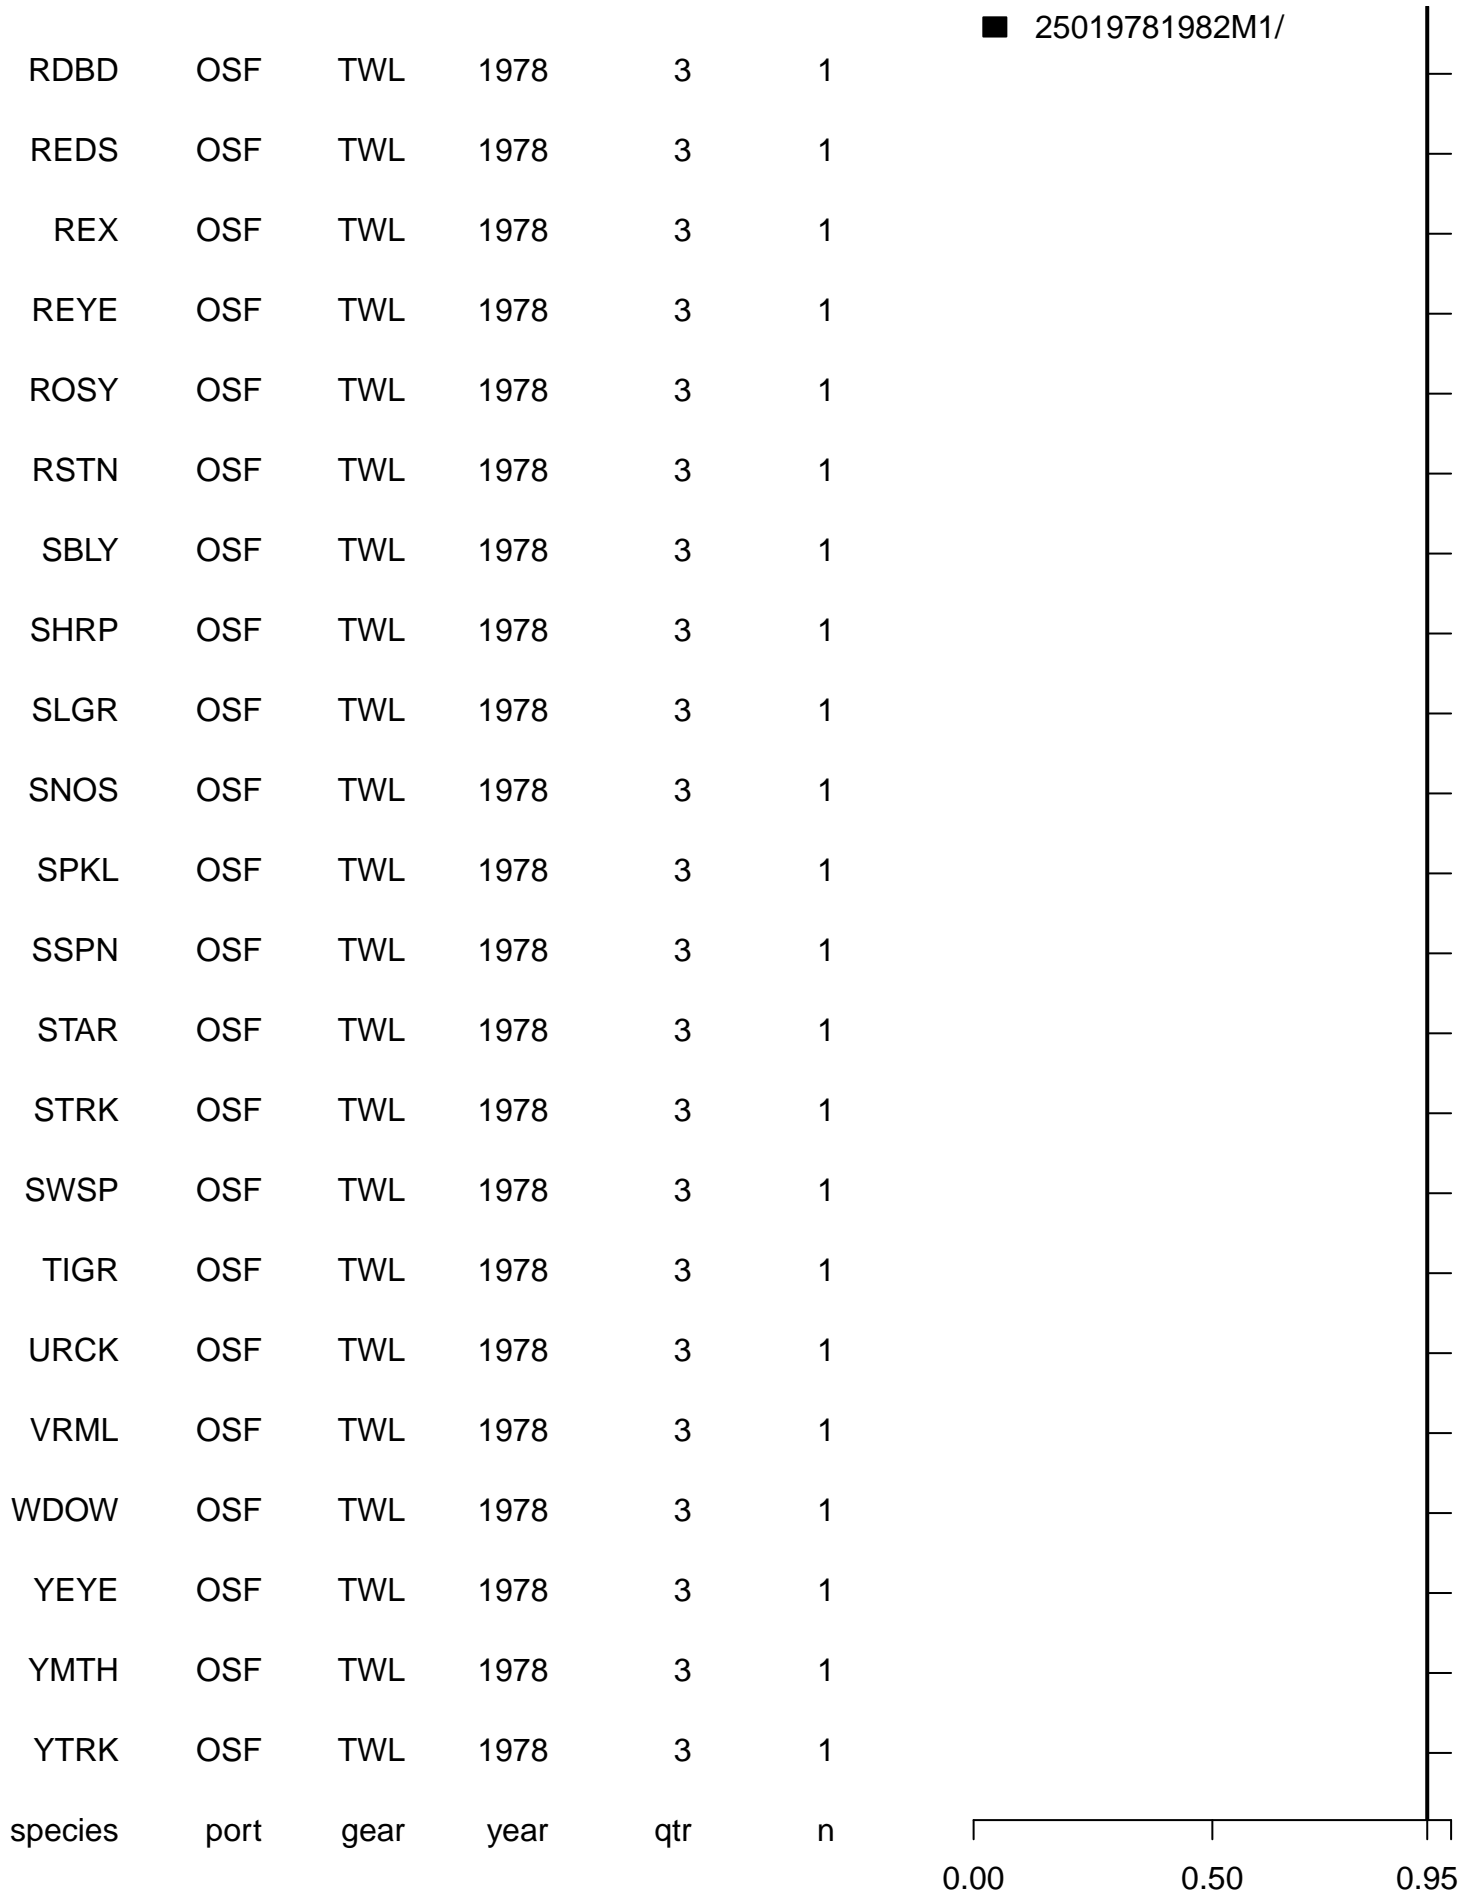 25019781982M1/
RDBD OSF TWL 1978 3 1
REDS OSF TWL 1978 3 1
REX OSF TWL 1978 3 1
REYE OSF TWL 1978 3 1
ROSY OSF TWL 1978 3 1
RSTN OSF TWL 1978 3 1
SBLY OSF TWL 1978 3 1
SHRP OSF TWL 1978 3 1
SLGR OSF TWL 1978 3 1
SNOS OSF TWL 1978 3 1
SPKL OSF TWL 1978 3 1
SSPN OSF TWL 1978 3 1
STAR OSF TWL 1978 3 1
STRK OSF TWL 1978 3 1
SWSP OSF TWL 1978 3 1
TIGR OSF TWL 1978 3 1
URCK OSF TWL 1978 3 1
VRML OSF TWL 1978 3 1
WDOW OSF TWL 1978 3 1
YEYE OSF TWL 1978 3 1
YMTH OSF TWL 1978 3 1
YTRK OSF TWL 1978 3 1
species port gear year qtr n
0.00 0.50 0.95